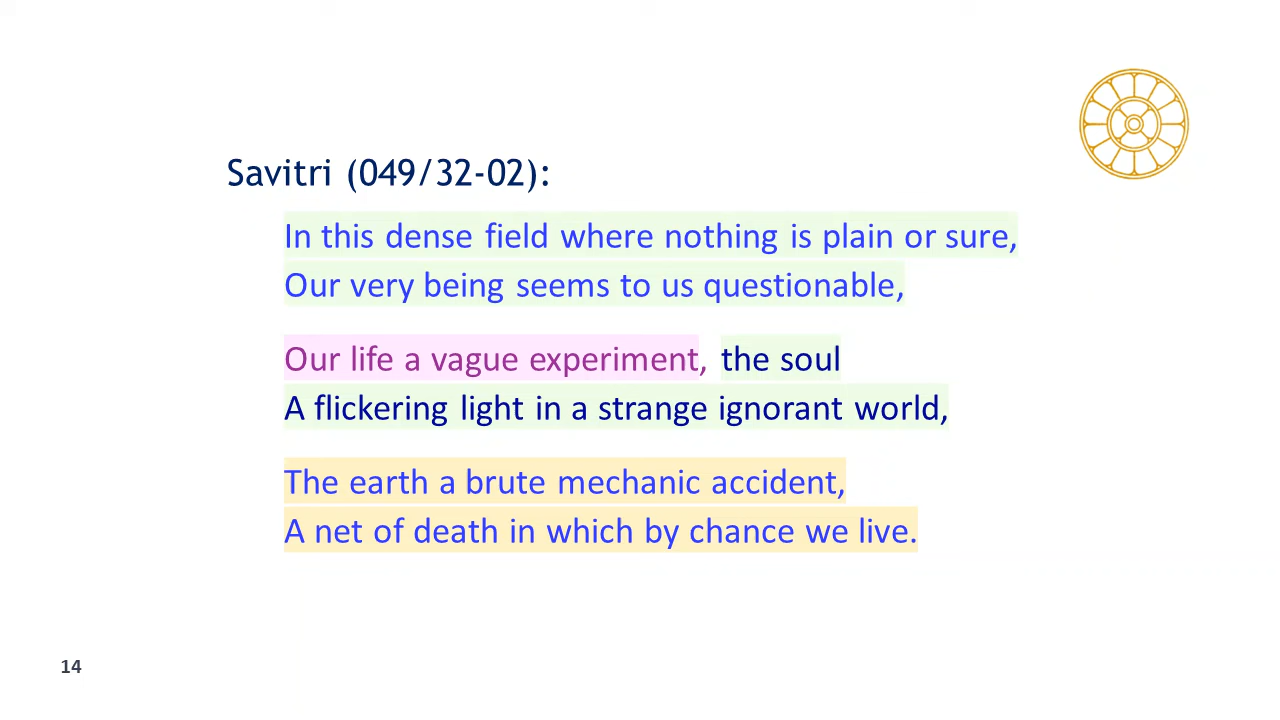 Savitri (049/32-02):
In this dense field where nothing is plain or sure,
Our very being seems to us questionable,
Our life a vague experiment, the soul
A flickering light in a strange ignorant world,
The earth a brute mechanic accident,
A net of death in which by chance we live.
14